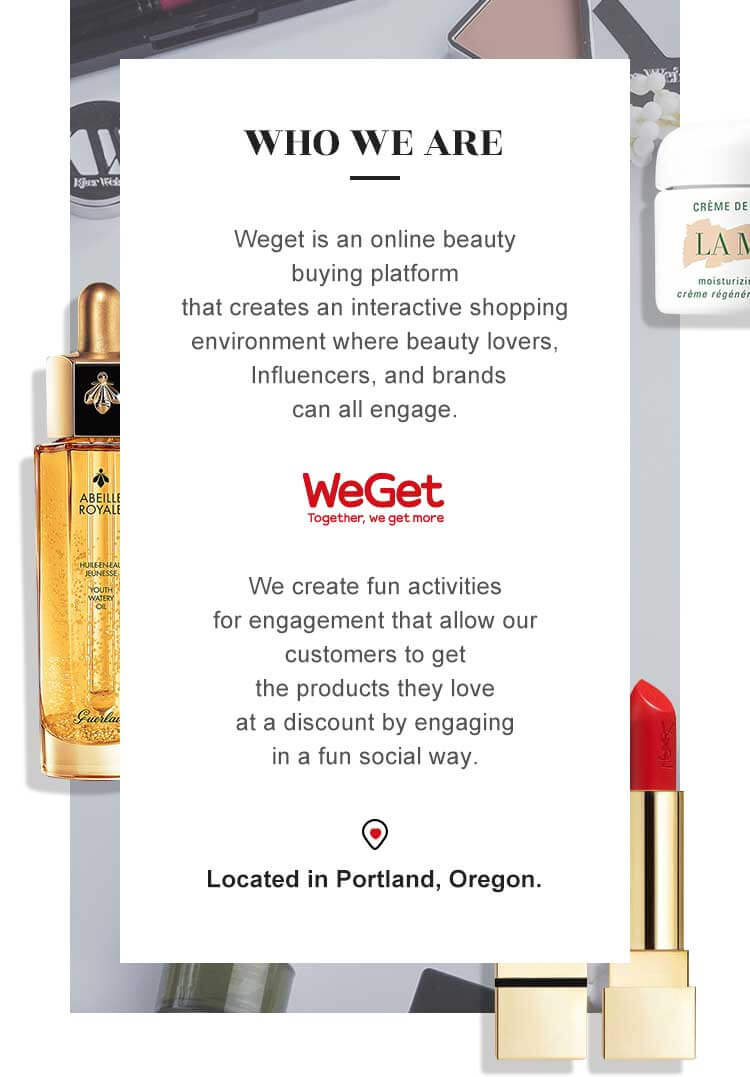 WHO WE ARE
Weget is an online beauty
buying platform
that creates an interactive shopping
environment where beauty lovers,
Influencers, and brands
can all engage.
WeGet
Together, we get more
We create fun activities
for engagement that allow our
customers to get
the products they love
at a discount by engaging
in a fun social way.
Located in Portland, Oregon.
CRÈME DE
LA
moisturizi
crème régénér
ABEILLE
ROYALE
HUILE-EN-EAU
JEUNESSE
YOUTH
WATERY
OIL
Guerlain